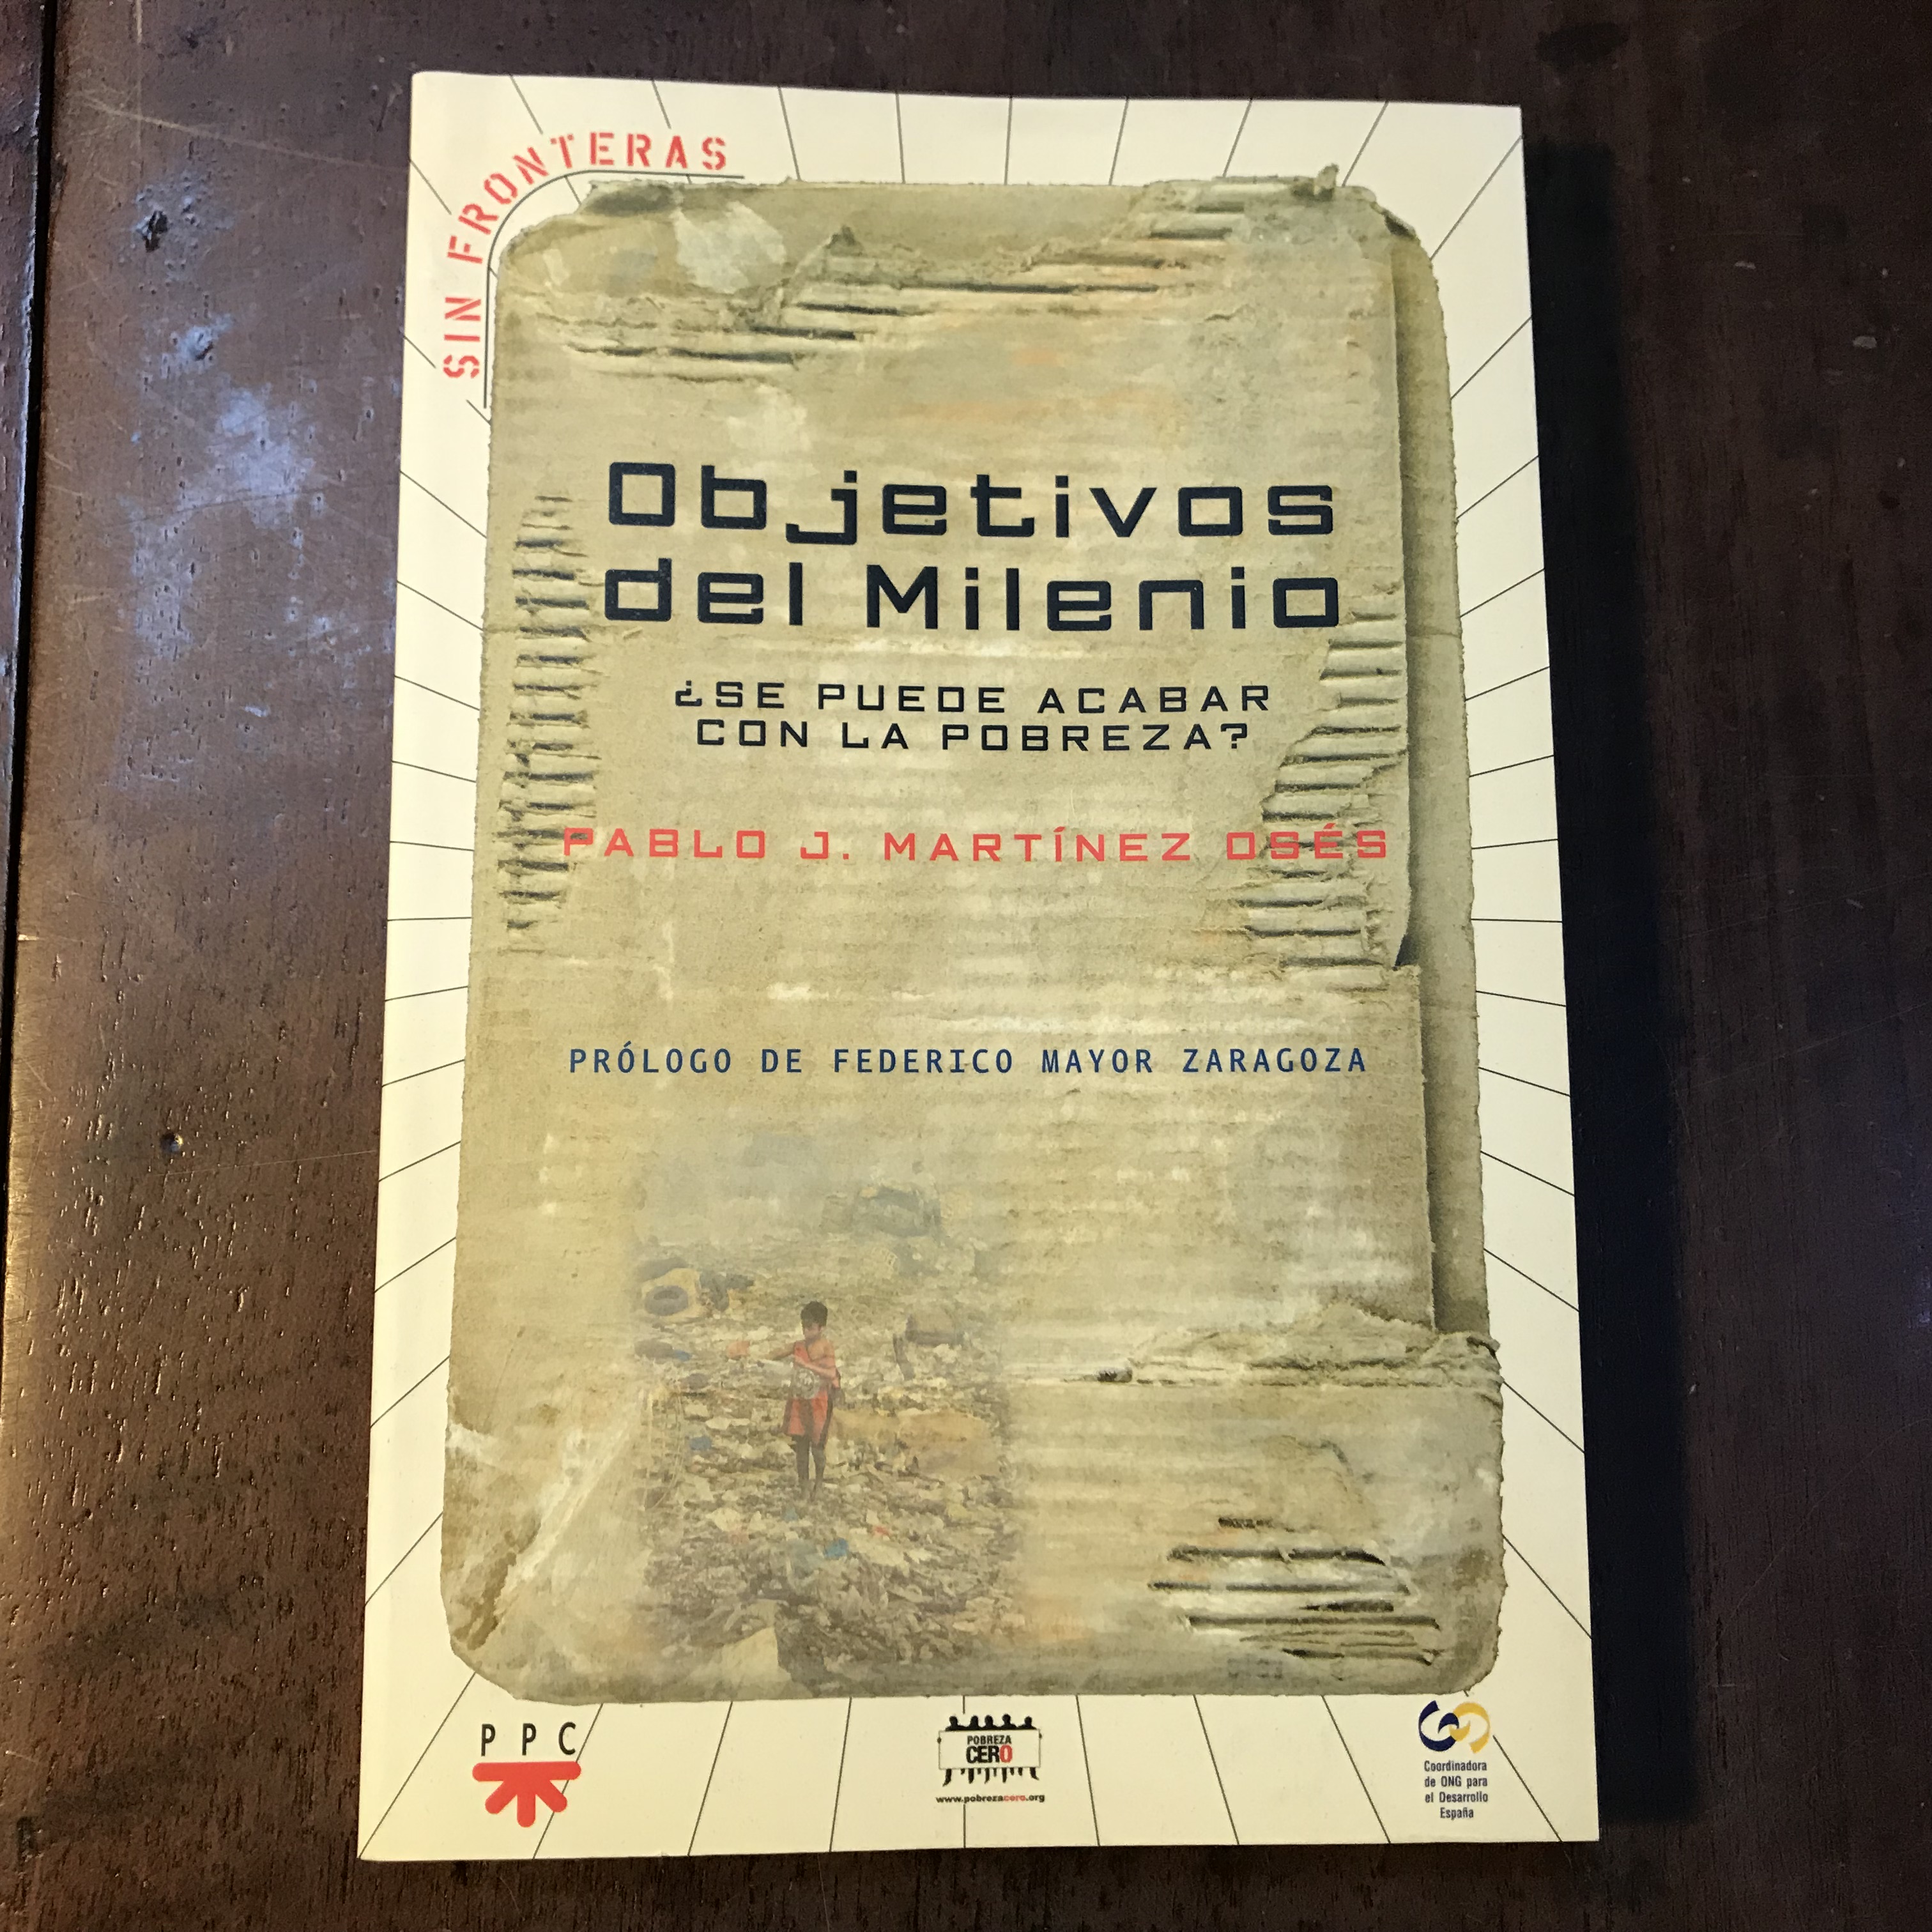 SIN FRONTERAS
Objetivos
del Milenio
¿SE PUEDE ACABAR
CON LA POBREZA?
PABLO J. MARTÍNEZ OSÉS
PRÓLOGO DE FEDERICO MAYOR ZARAGOZA
PPC
POBREZA
CERO
www.pobrezacero.org
Coordinadora
de ONG para
el Desarrollo
España